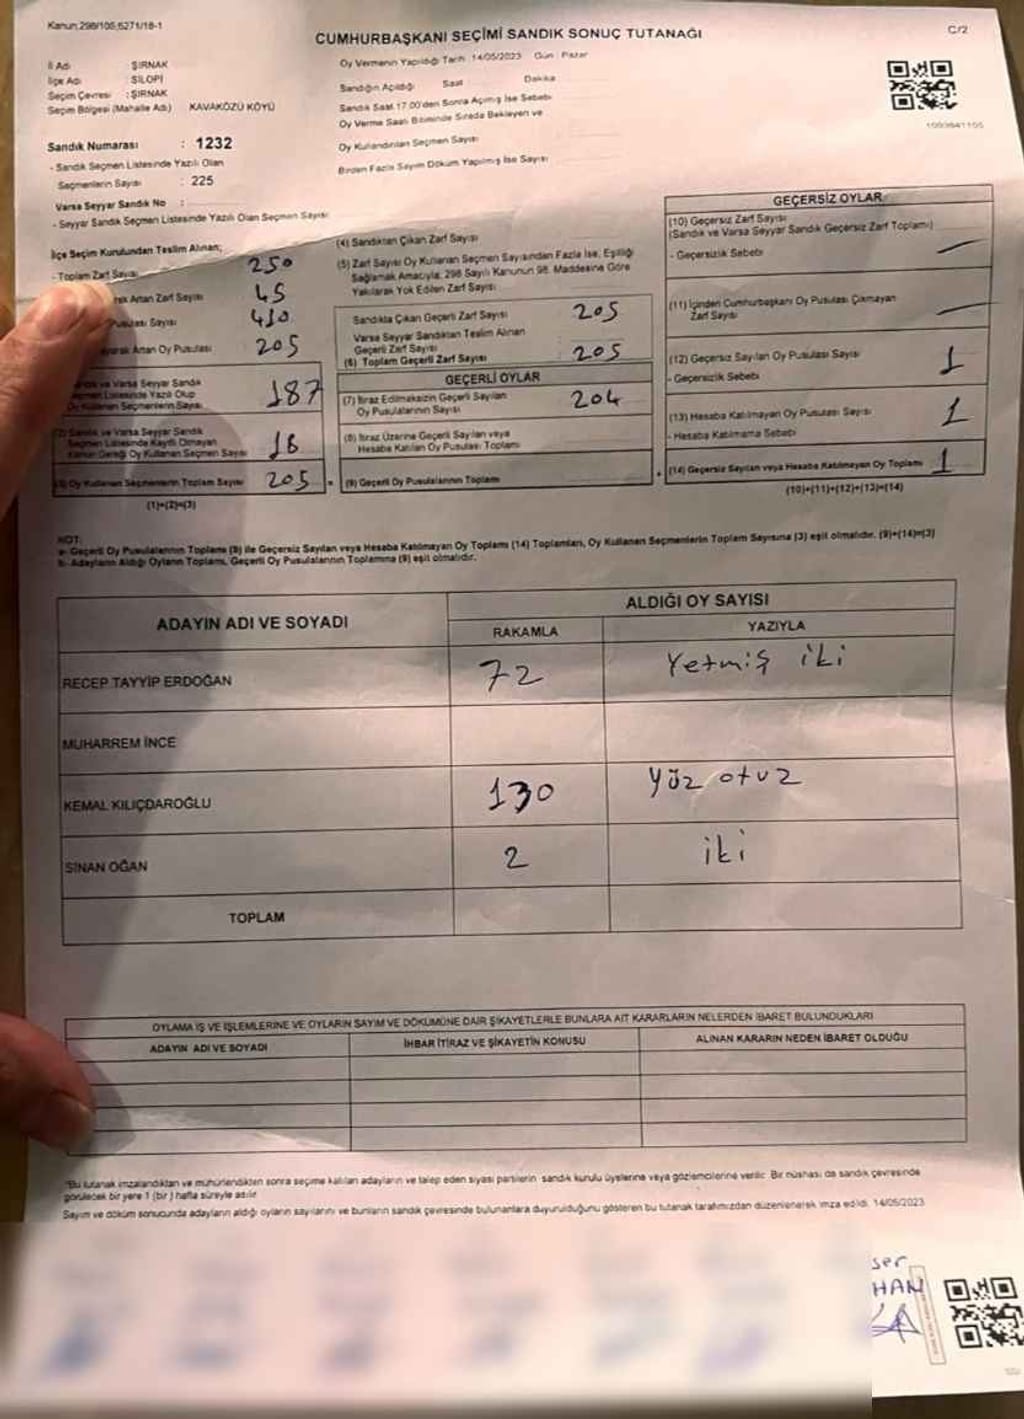 Kanun:298/105;6271/18-1
CUMHURBAŞKANI SEÇİMİ SANDIK SONUÇ TUTANAĞI
C/2
İl Adı : ŞIRNAK
İlçe Adı : SİLOPİ
Seçim Çevresi : ŞIRNAK
Seçim Bölgesi (Mahalle Adı) KAVAKÖZÜ KÖYÜ
Sandık Numarası : 1232
- Sandık Seçmen Listesinde Yazılı Olan
Seçmenlerin Sayısı : 225
Varsa Seyyar Sandık No :
- Seyyar Sandık Seçmen Listesinde Yazılı Olan Seçmen Sayısı
Oy Vermenin Yapıldığı Tarih: 14/05/2023 Gün : Pazar
Sandığın Açıldığı Saat Dakika
Sandık Saat 17.00'den Sonra Açılmış İse Sebebi
Oy Verme Saati Bitiminde Sırada Bekleyen ve
Oy Kullandırılan Seçmen Sayısı
Birden Fazla Sayım Döküm Yapılmış İse Sayısı
İlçe Seçim Kurulundan Teslim Alınan;
- Toplam Zarf Sayısı 250
Artan Zarf Sayısı 45
Pusulası Sayısı 410
Artan Oy Pusulası 205
ve Varsa Seyyar Sandık
Seçmen Listesinde Yazılı Olup
Oy Kullanan Seçmenlerin Sayısı 187
(2) Sandık ve Varsa Seyyar Sandık
Seçmen Listesinde Kayıtlı Olmayan
Kanun Gereği Oy Kullanan Seçmen Sayısı 18
(3) Oy Kullanan Seçmenlerin Toplam Sayısı 205
(1)+(2)=(3)
(4) Sandıktan Çıkan Zarf Sayısı
(5) Zarf Sayısı Oy Kullanan Seçmen Sayısından Fazla İse, Eşitliği
Sağlamak Amacıyla; 298 Sayılı Kanunun 98. Maddesine Göre
Yakılarak Yok Edilen Zarf Sayısı
Sandıkta Çıkan Geçerli Zarf Sayısı 205
Varsa Seyyar Sandıktan Teslim Alınan
Geçerli Zarf Sayısı
(6) Toplam Geçerli Zarf Sayısı : 205
GEÇERLİ OYLAR
(7) İtiraz Edilmeksizin Geçerli Sayılan
Oy Pusulalarının Sayısı 204
(8) İtiraz Üzerine Geçerli Sayılan veya
Hesaba Katılan Oy Pusulası Toplamı
= (9) Geçerli Oy Pusulalarının Toplamı
GEÇERSİZ OYLAR
(10) Geçersiz Zarf Sayısı
(Sandık ve Varsa Seyyar Sandık Geçersiz Zarf Toplamı)
- Geçersizlik Sebebi
(11) İçinden Cumhurbaşkanı Oy Pusulası Çıkmayan
Zarf Sayısı
(12) Geçersiz Sayılan Oy Pusulası Sayısı 1
- Geçersizlik Sebebi
(13) Hesaba Katılmayan Oy Pusulası Sayısı 1
- Hesaba Katılmama Sebebi
+ (14) Geçersiz Sayılan veya Hesaba Katılmayan Oy Toplamı 1
(10)+(11)+(12)+(13)=(14)
NOT:
a- Geçerli Oy Pusulalarının Toplamı (9) ile Geçersiz Sayılan veya Hesaba Katılmayan Oy Toplamı (14) Toplamları, Oy Kullanan Seçmenlerin Toplam Sayısına (3) eşit olmalıdır. (9)+(14)=(3)
b- Adayların Aldığı Oyların Toplamı, Geçerli Oy Pusulalarının Toplamına (9) eşit olmalıdır.
ADAYIN ADI VE SOYADI
ALDIĞI OY SAYISI
RAKAMLA YAZIYLA
RECEP TAYYİP ERDOĞAN 72 Yetmiş iki
MUHARREM İNCE
KEMAL KILIÇDAROĞLU 130 Yüz otuz
SİNAN OĞAN 2 iki
TOPLAM
OYLAMA İŞ VE İŞLEMLERİNE VE OYLARIN SAYIM VE DÖKÜMÜNE DAİR ŞİKAYETLERLE BUNLARA AİT KARARLARIN NELERDEN İBARET BULUNDUKLARI
ADAYIN ADI VE SOYADI İHBAR İTİRAZ VE ŞİKAYETİN KONUSU ALINAN KARARIN NEDEN İBARET OLDUĞU
"Bu tutanak imzalandıktan ve mühürlendikten sonra seçime katılan adayların ve talep eden siyasi partilerin sandık kurulu üyelerine veya gözlemcilerine verilir. Bir nüshası da sandık çevresinde
görülecek bir yere 1 (bir) hafta süreyle asılır.
Sayım ve döküm sonucunda adayların aldığı oyların sayılarını ve bunların sandık çevresinde bulunanlara duyurulduğunu gösteren bu tutanak tarafımızdan düzenlenerek imza edildi. 14/05/2023
ser
HAN